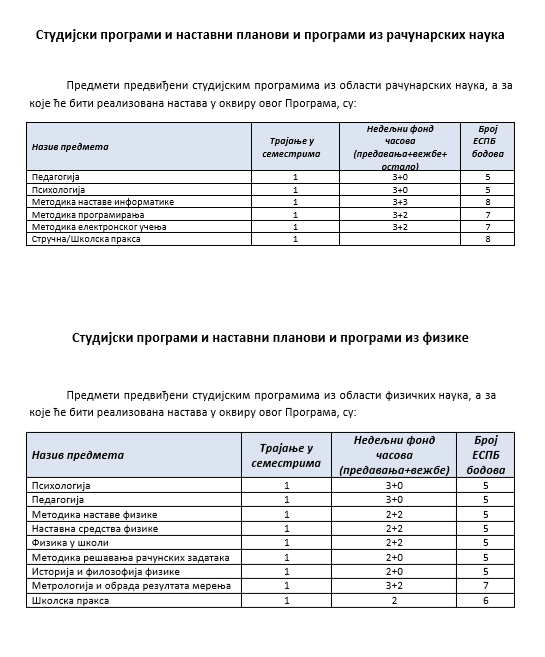 Студијски програми и наставни планови и програми из рачунарских наука
Предмети предвиђени студијским програмима из области рачунарских наука, а за
које ће бити реализована настава у оквиру овог Програма, су:
Назив предмета Трајање у семестрима Недељни фонд часова (предавања+вежбе+ остало) Број ЕСПБ бодова
Педагогија 1 3+0 5
Психологија 1 3+0 5
Методика наставе информатике 1 3+3 8
Методика програмирања 1 3+2 7
Методика електронског учења 1 3+2 7
Стручна/Школска пракса 1 8
Студијски програми и наставни планови и програми из физике
Предмети предвиђени студијским програмима из области физичких наука, а за
које ће бити реализована настава у оквиру овог Програма, су:
Назив предмета Трајање у семестрима Недељни фонд часова (предавања+вежбе) Број ЕСПБ бодова
Психологија 1 3+0 5
Педагогија 1 3+0 5
Методика наставе физике 1 2+2 5
Наставна средства физике 1 2+2 5
Физика у школи 1 2+2 5
Методика решавања рачунских задатака 1 2+0 5
Историја и филозофија физике 1 2+0 5
Метрологија и обрада резултата мерења 1 3+2 7
Школска пракса 1 2 6